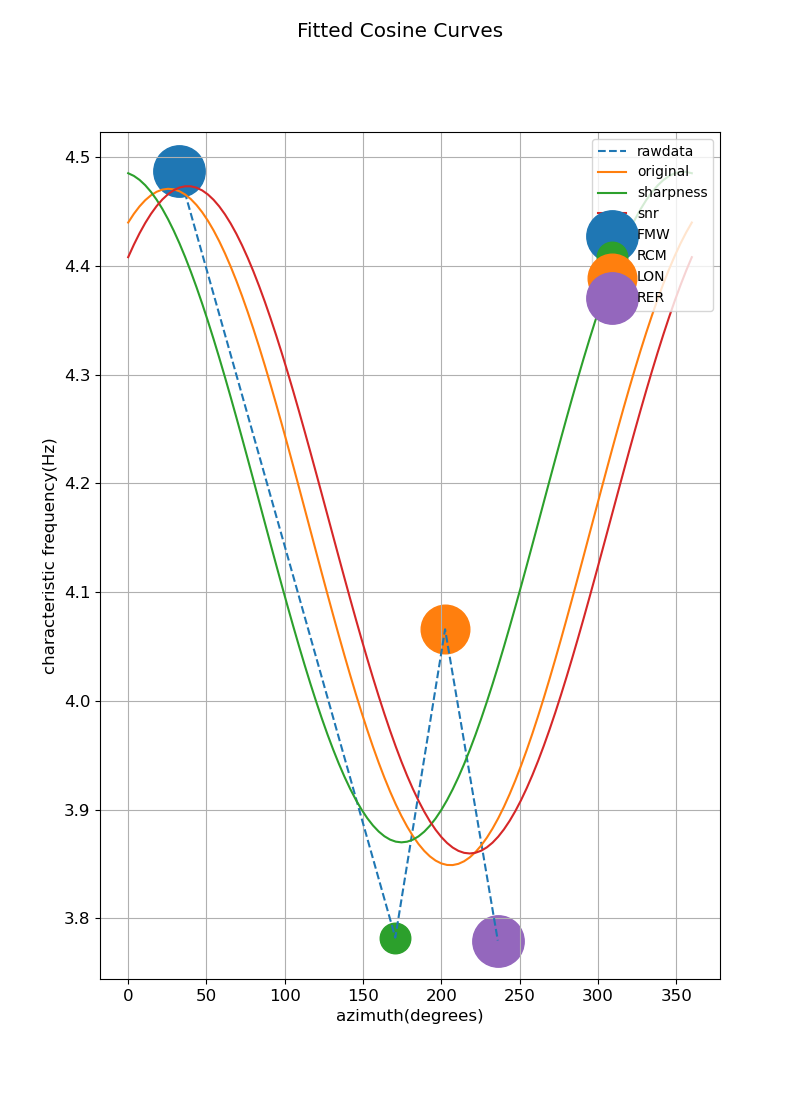 Fitted Cosine Curves
4.5
4.4
4.3
4.2
4.1
4.0
3.9
3.8
characteristic frequency(Hz)
0 50 100 150 200 250 300 350
azimuth(degrees)
rawdata
original
sharpness
snr
FMW
RCM
LON
RER